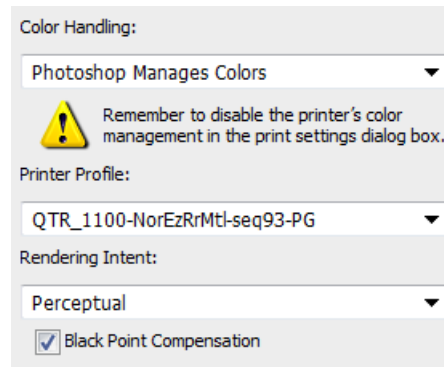 Color Handling:
Photoshop Manages Colors
Remember to disable the printer's color
management in the print settings dialog box.
Printer Profile:
QTR_1100-NorEzRrMtl-seq93-PG
Rendering Intent:
Perceptual
Black Point Compensation